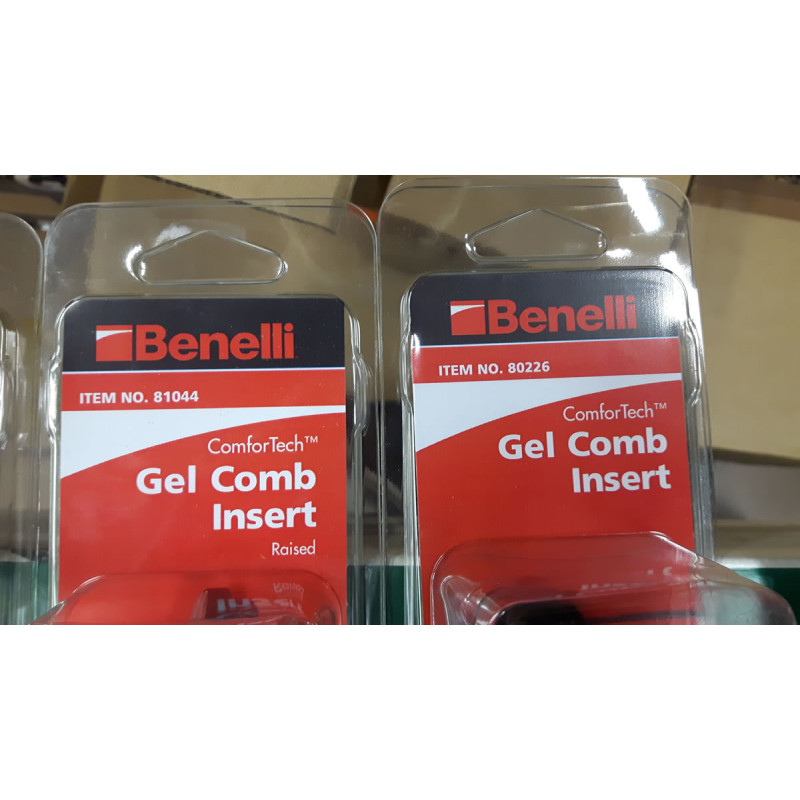 Benelli
ITEM NO. 81044
ComforTech™
Gel Comb
Insert
Raised
Benelli
ITEM NO. 80226
ComforTech™
Gel Comb
Insert